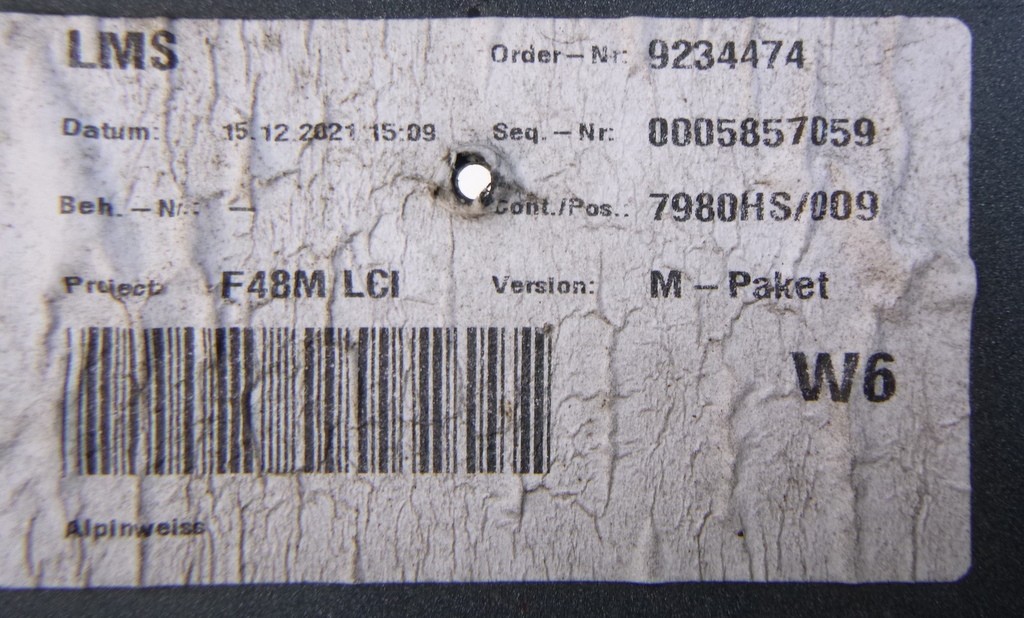 LMS Order-Nr: 9234474
Datum: 15.12.2021 15:09 Seq.-Nr: 0005857059
Beh.-Nr.: - Cont./Pos.: 7980HS/009
Project: F48M LCI Version: M-Paket
W6
Alpinweiss